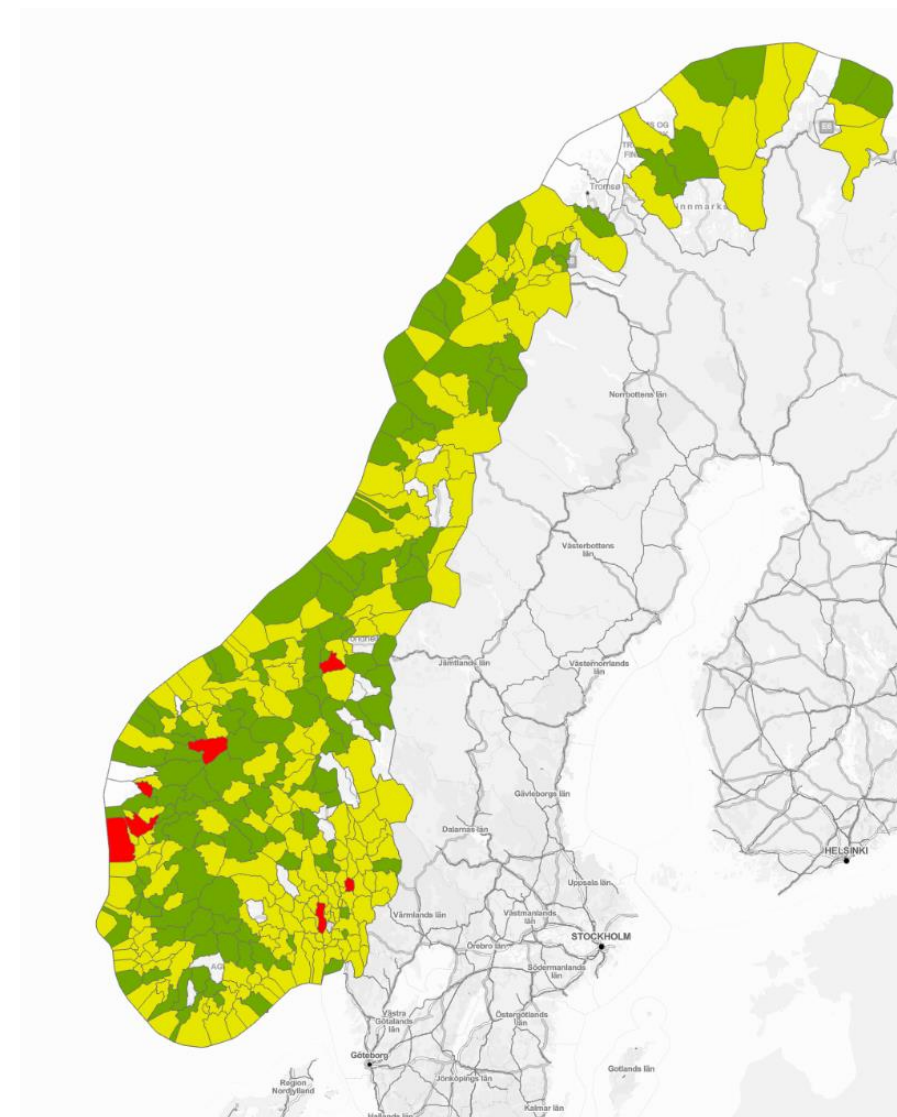 Tromsø
innmark
Norrbottens län
Västerbottens
län
Jämtlands län
Västernorrlands
län
Gävleborgs län
Dalarnas län
HELSINKI
Uppsala län
Värmlands län
Västmanlands
län
STOCKHOLM
Örebro län
Södermanlands
län
AG
Västra
Götalands
län
Östergötlands
län
Göteborg
Region
Nordjylland
Jönköpings län
Gotlands län
Kalmar län